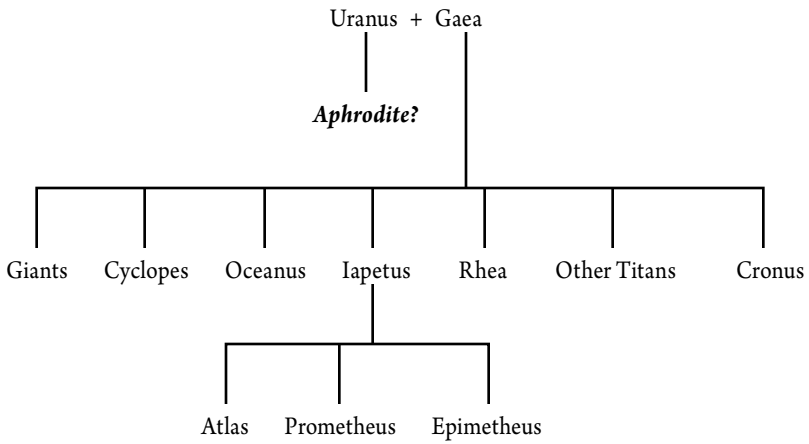 Uranus + Gaea
Aphrodite?
Giants Cyclopes Oceanus Iapetus Rhea Other Titans Cronus
Atlas Prometheus Epimetheus